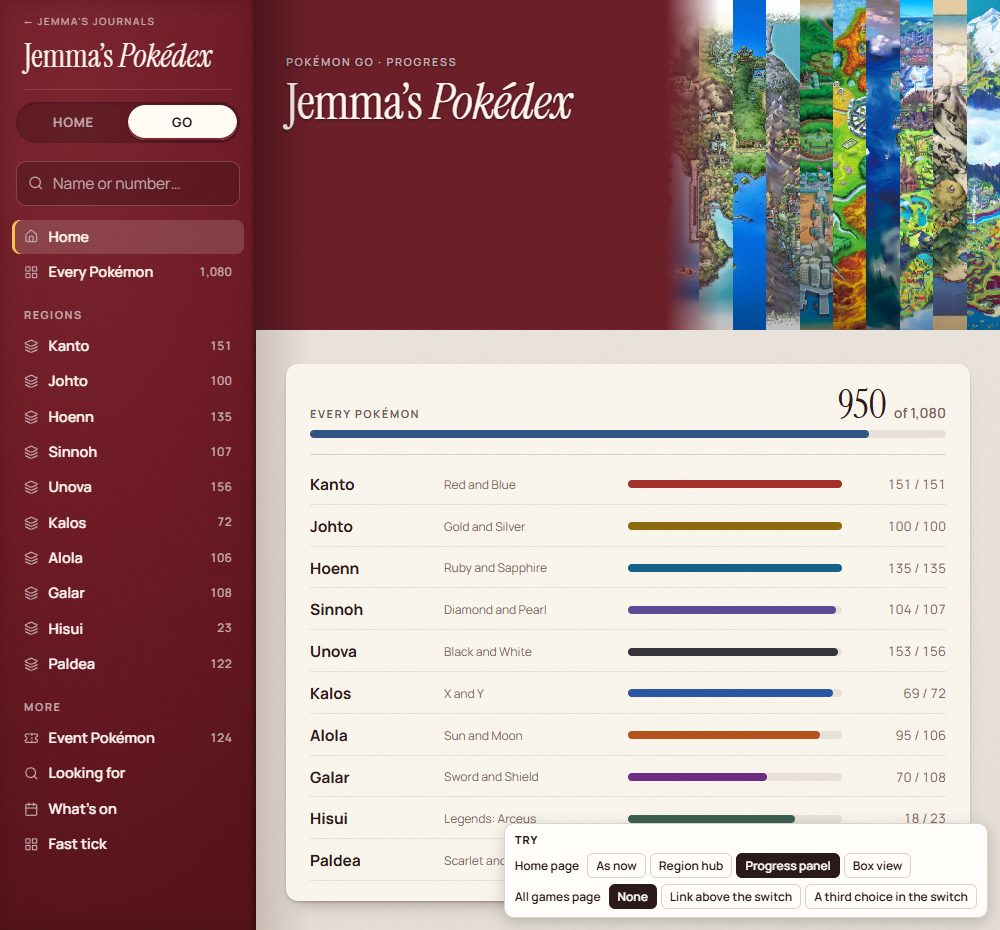 ← JEMMA'S JOURNALS
Jemma's Pokédex
HOME GO
Name or number...
Home
Every Pokémon 1,080
REGIONS
Kanto 151
Johto 100
Hoenn 135
Sinnoh 107
Unova 156
Kalos 72
Alola 106
Galar 108
Hisui 23
Paldea 122
MORE
Event Pokémon 124
Looking for
What's on
Fast tick
POKÉMON GO · PROGRESS
Jemma's Pokédex
EVERY POKÉMON 950 of 1,080
Kanto Red and Blue 151 / 151
Johto Gold and Silver 100 / 100
Hoenn Ruby and Sapphire 135 / 135
Sinnoh Diamond and Pearl 104 / 107
Unova Black and White 153 / 156
Kalos X and Y 69 / 72
Alola Sun and Moon 95 / 106
Galar Sword and Shield 70 / 108
Hisui Legends: Arceus 18 / 23
Paldea Scarlet and
TRY
Home page As now Region hub Progress panel Box view
All games page None Link above the switch A third choice in the switch